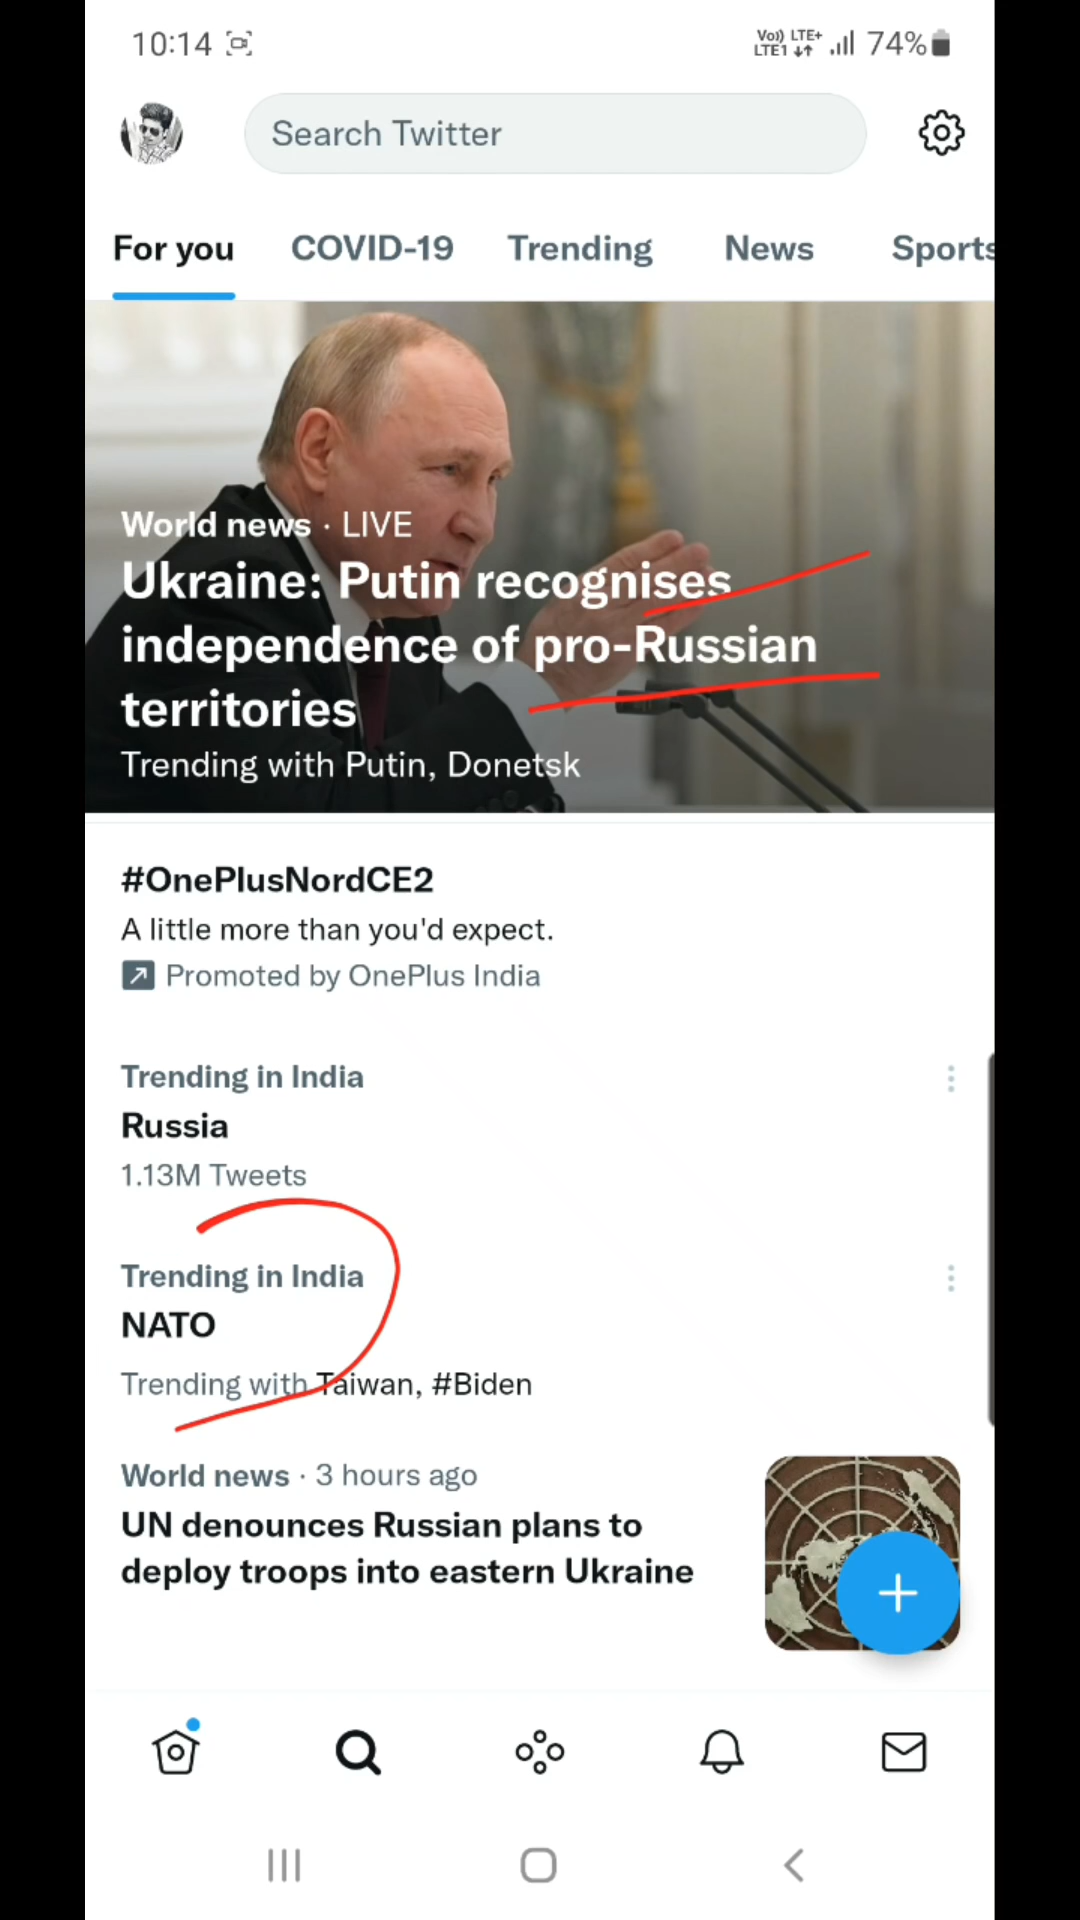 10:14
Vo)) LTE+
LTE1
74%
Search Twitter
For you COVID-19 Trending News Sports
World news · LIVE
Ukraine: Putin recognises
independence of pro-Russian
territories
Trending with Putin, Donetsk
#OnePlusNordCE2
A little more than you'd expect.
Promoted by OnePlus India
Trending in India
Russia
1.13M Tweets
Trending in India
NATO
Trending with Taiwan, #Biden
World news · 3 hours ago
UN denounces Russian plans to
deploy troops into eastern Ukraine